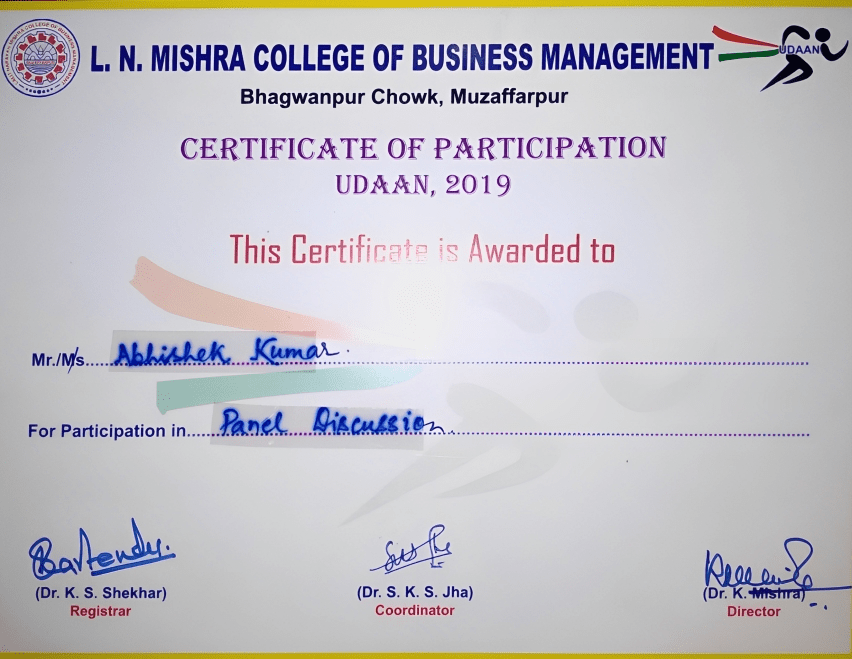 L. N. MISHRA COLLEGE OF BUSINESS MANAGEMENT
UDAAN
Bhagwanpur Chowk, Muzaffarpur
CERTIFICATE OF PARTICIPATION
UDAAN, 2019
This Certificate is Awarded to
Mr./Ms. Abhishek Kumar.
For Participation in Panel Discussion
(Dr. K. S. Shekhar) (Dr. S. K. S. Jha) (Dr. K. Mishra)
Registrar Coordinator Director